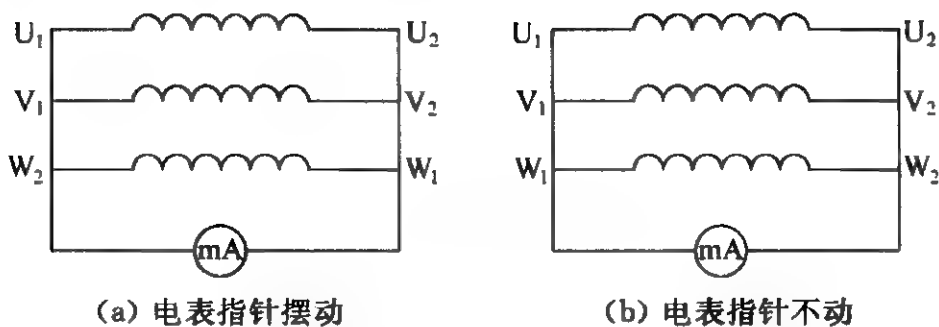 U₁ U₂ U₁ U₂
V₁ V₂ V₁ V₂
W₂ W₁ W₁ W₂
mA mA
(a) 电表指针摆动 (b) 电表指针不动